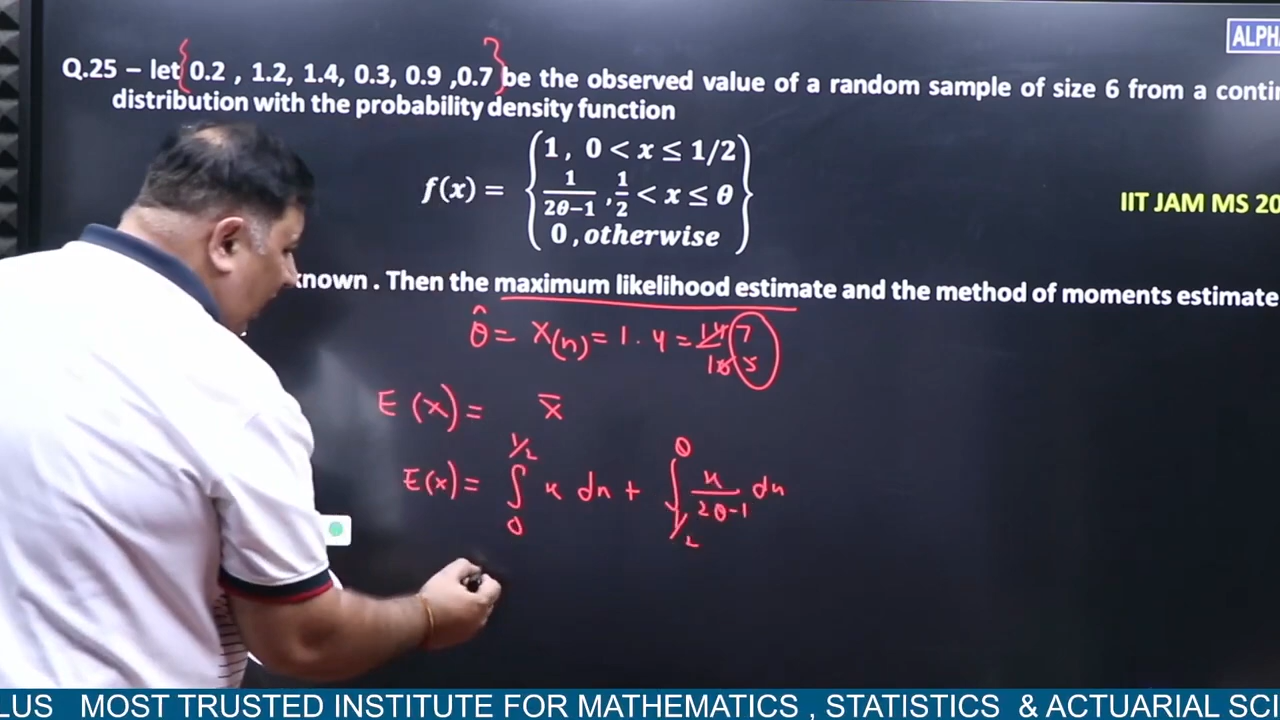 ALPH
Q.25 – let {0.2 , 1.2, 1.4, 0.3, 0.9 ,0.7} be the observed value of a random sample of size 6 from a contin
distribution with the probability density function
f(x) = { 1, 0 < x ≤ 1/2
1/2θ−1 , 1/2 < x ≤ θ
0, otherwise }
IIT JAM MS 20
known . Then the maximum likelihood estimate and the method of moments estimate
θ̂ = X(n) = 1.4 = 14/10 7/5
E (x) = x̄
E(x) = ∫₀^1/2 x dx + ∫_1/2^θ x/2θ-1 dx
LUS MOST TRUSTED INSTITUTE FOR MATHEMATICS , STATISTICS & ACTUARIAL SCI